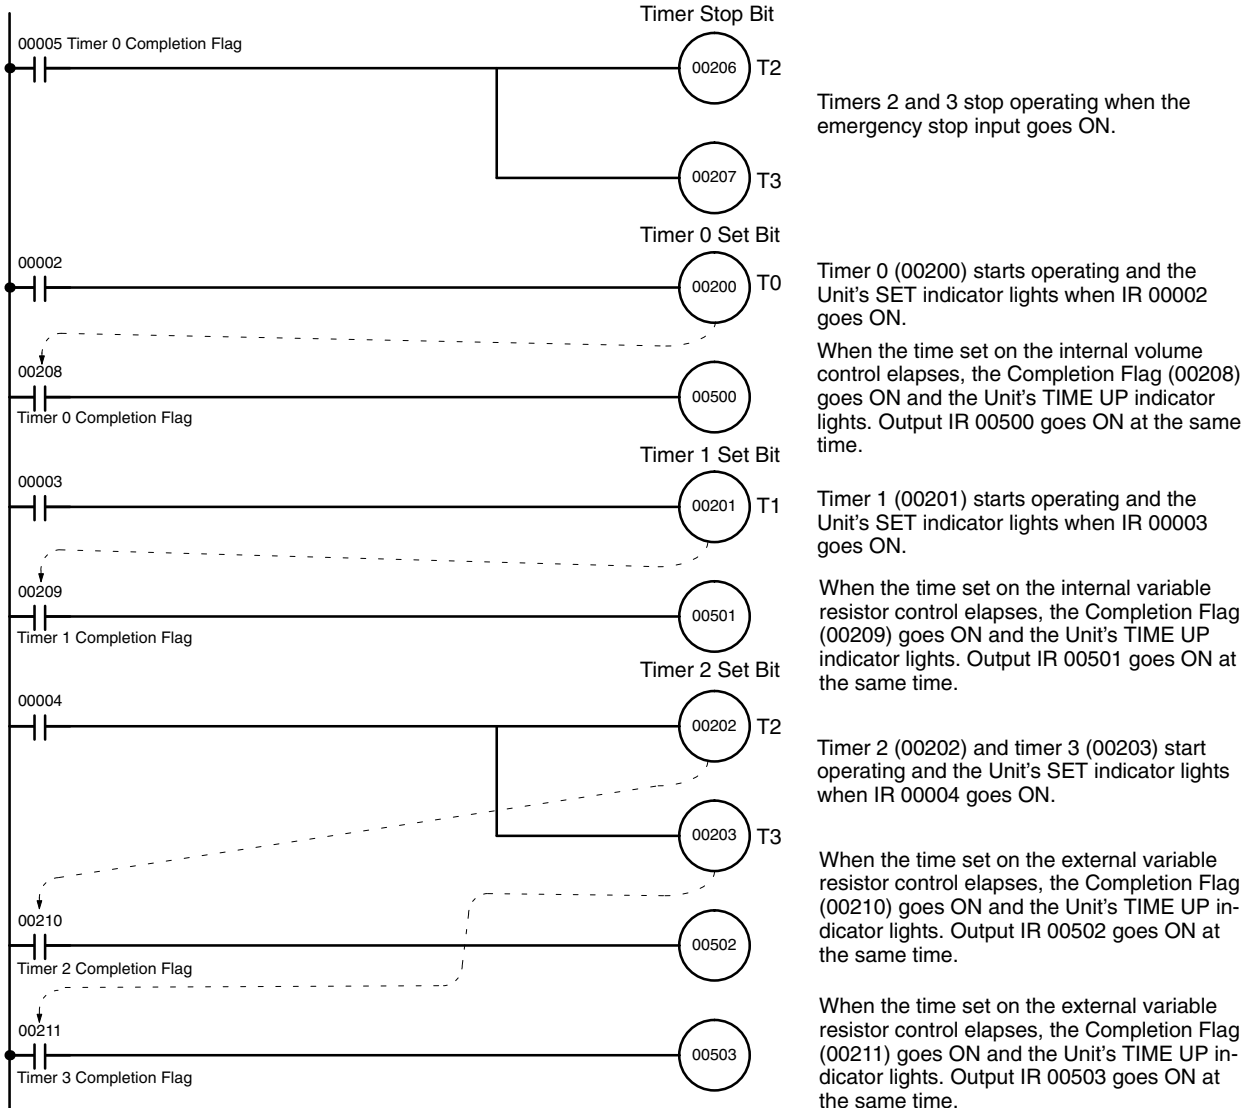 Timer Stop Bit
00005 Timer 0 Completion Flag
00206 T2
Timers 2 and 3 stop operating when the
emergency stop input goes ON.
00207 T3
Timer 0 Set Bit
00002
00200 T0
Timer 0 (00200) starts operating and the
Unit's SET indicator lights when IR 00002
goes ON.
00208
00500
Timer 0 Completion Flag
When the time set on the internal volume
control elapses, the Completion Flag (00208)
goes ON and the Unit's TIME UP indicator
lights. Output IR 00500 goes ON at the same
time.
Timer 1 Set Bit
00003
00201 T1
Timer 1 (00201) starts operating and the
Unit's SET indicator lights when IR 00003
goes ON.
00209
00501
Timer 1 Completion Flag
When the time set on the internal variable
resistor control elapses, the Completion Flag
(00209) goes ON and the Unit's TIME UP
indicator lights. Output IR 00501 goes ON at
the same time.
Timer 2 Set Bit
00004
00202 T2
Timer 2 (00202) and timer 3 (00203) start
operating and the Unit's SET indicator lights
when IR 00004 goes ON.
00203 T3
00210
00502
Timer 2 Completion Flag
When the time set on the external variable
resistor control elapses, the Completion Flag
(00210) goes ON and the Unit's TIME UP in-
dicator lights. Output IR 00502 goes ON at
the same time.
00211
00503
Timer 3 Completion Flag
When the time set on the external variable
resistor control elapses, the Completion Flag
(00211) goes ON and the Unit's TIME UP in-
dicator lights. Output IR 00503 goes ON at
the same time.